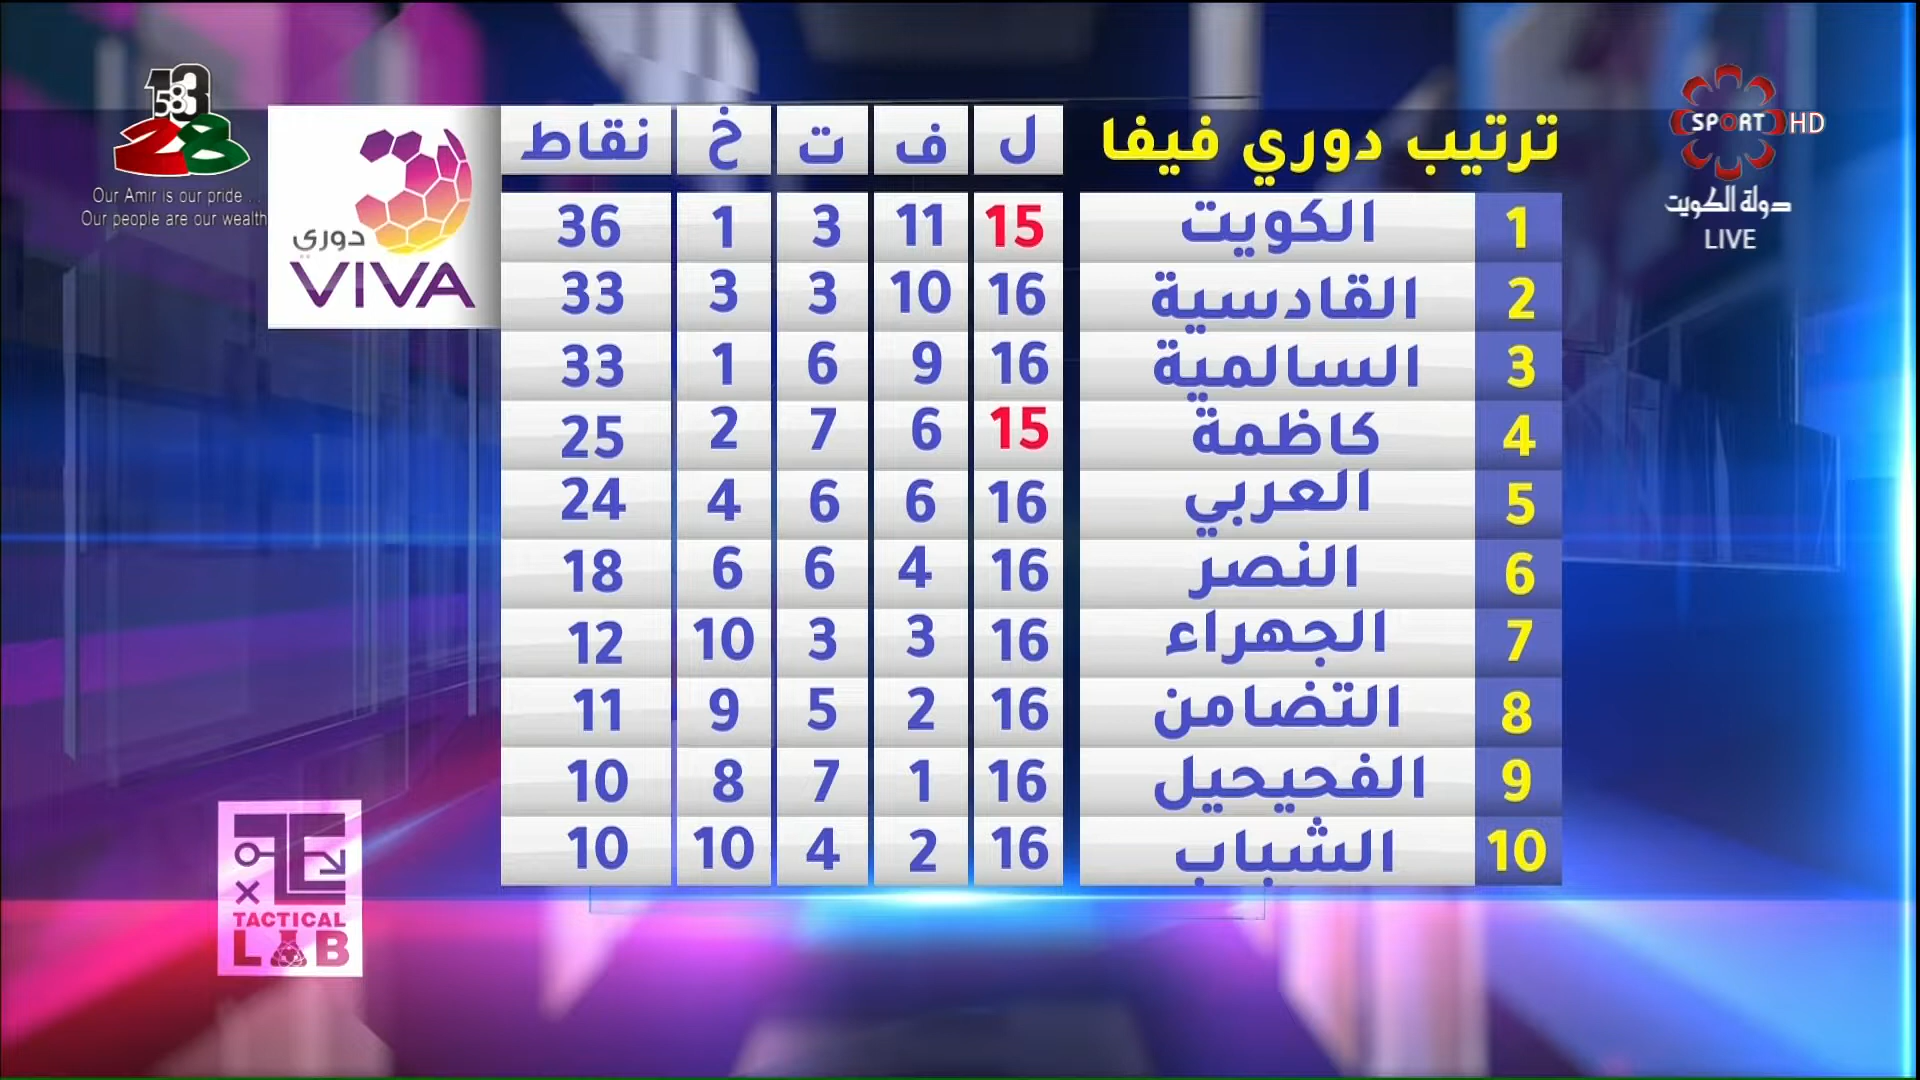 1358
28
Our Amir is our pride ..
Our people are our wealth
دوري
VIVA
SPORT HD
دولة الكويت
LIVE
ترتيب دوري فيفا ل ف ت خ نقاط
1 الكويت 15 11 3 1 36
2 القادسية 16 10 3 3 33
3 السالمية 16 9 6 1 33
4 كاظمة 15 6 7 2 25
5 العربي 16 6 6 4 24
6 النصر 16 4 6 6 18
7 الجهراء 16 3 3 10 12
8 التضامن 16 2 5 9 11
9 الفحيحيل 16 1 7 8 10
10 الشباب 16 2 4 10 10
TACTICAL
LAB